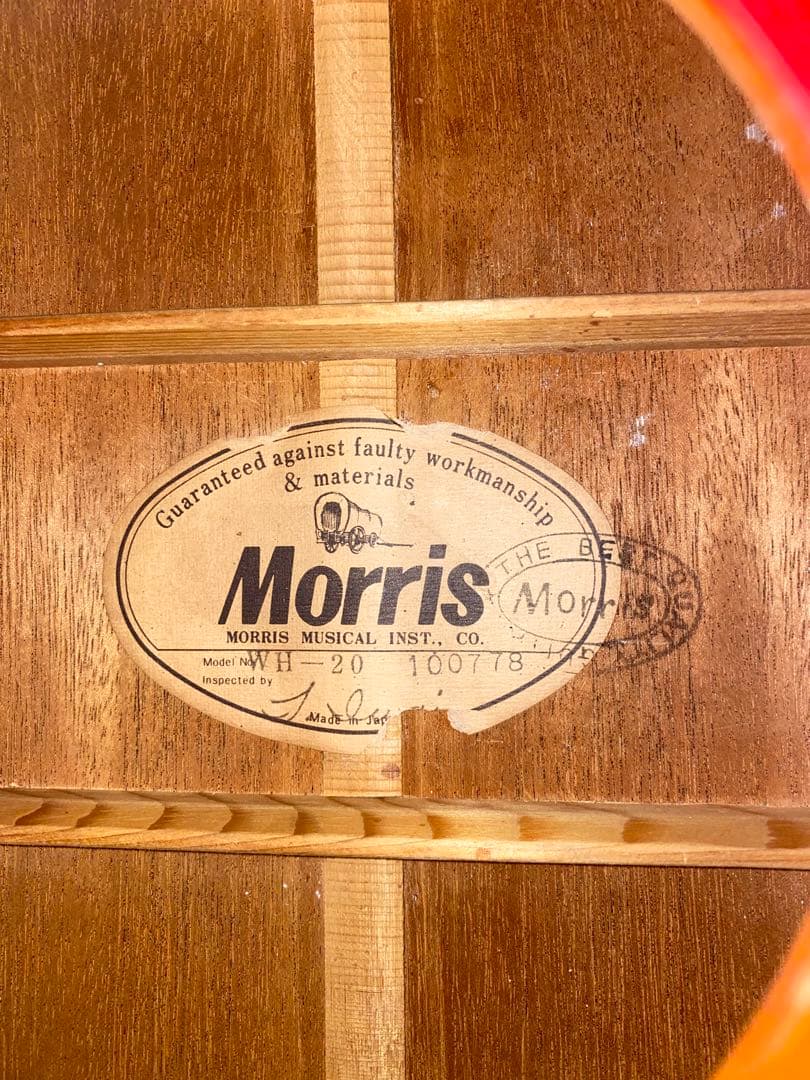 Guaranteed against faulty workmanship
& materials
Morris
MORRIS MUSICAL INST., CO.
Model No WH-20 100778
Inspected by
Made in Jap
THE BEST QUALITY
Morris